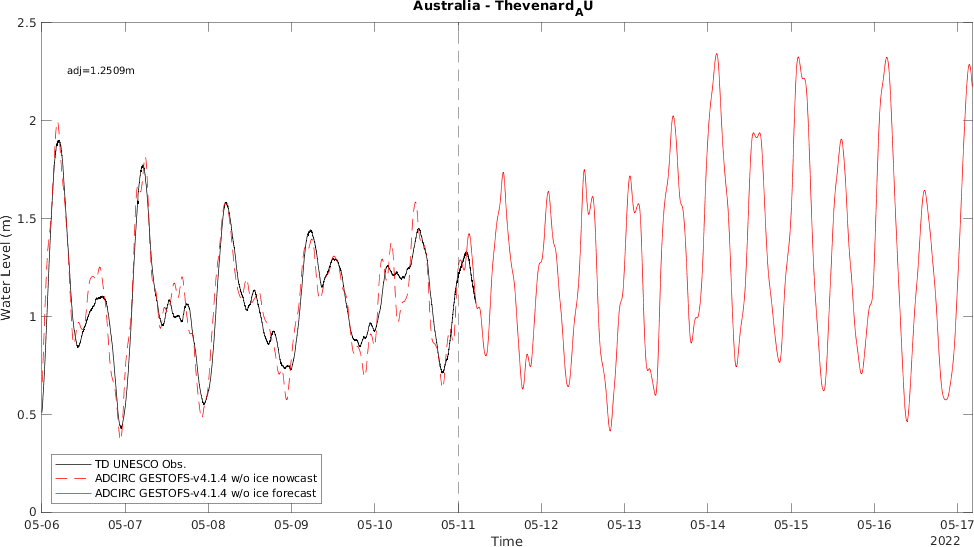 Australia - Thevenard_AU
2.5
2
1.5
1
0.5
0
Water Level (m)
adj=1.2509m
TD UNESCO Obs.
ADCIRC GESTOFS-v4.1.4 w/o ice nowcast
ADCIRC GESTOFS-v4.1.4 w/o ice forecast
05-06 05-07 05-08 05-09 05-10 05-11 05-12 05-13 05-14 05-15 05-16 05-17
Time
2022